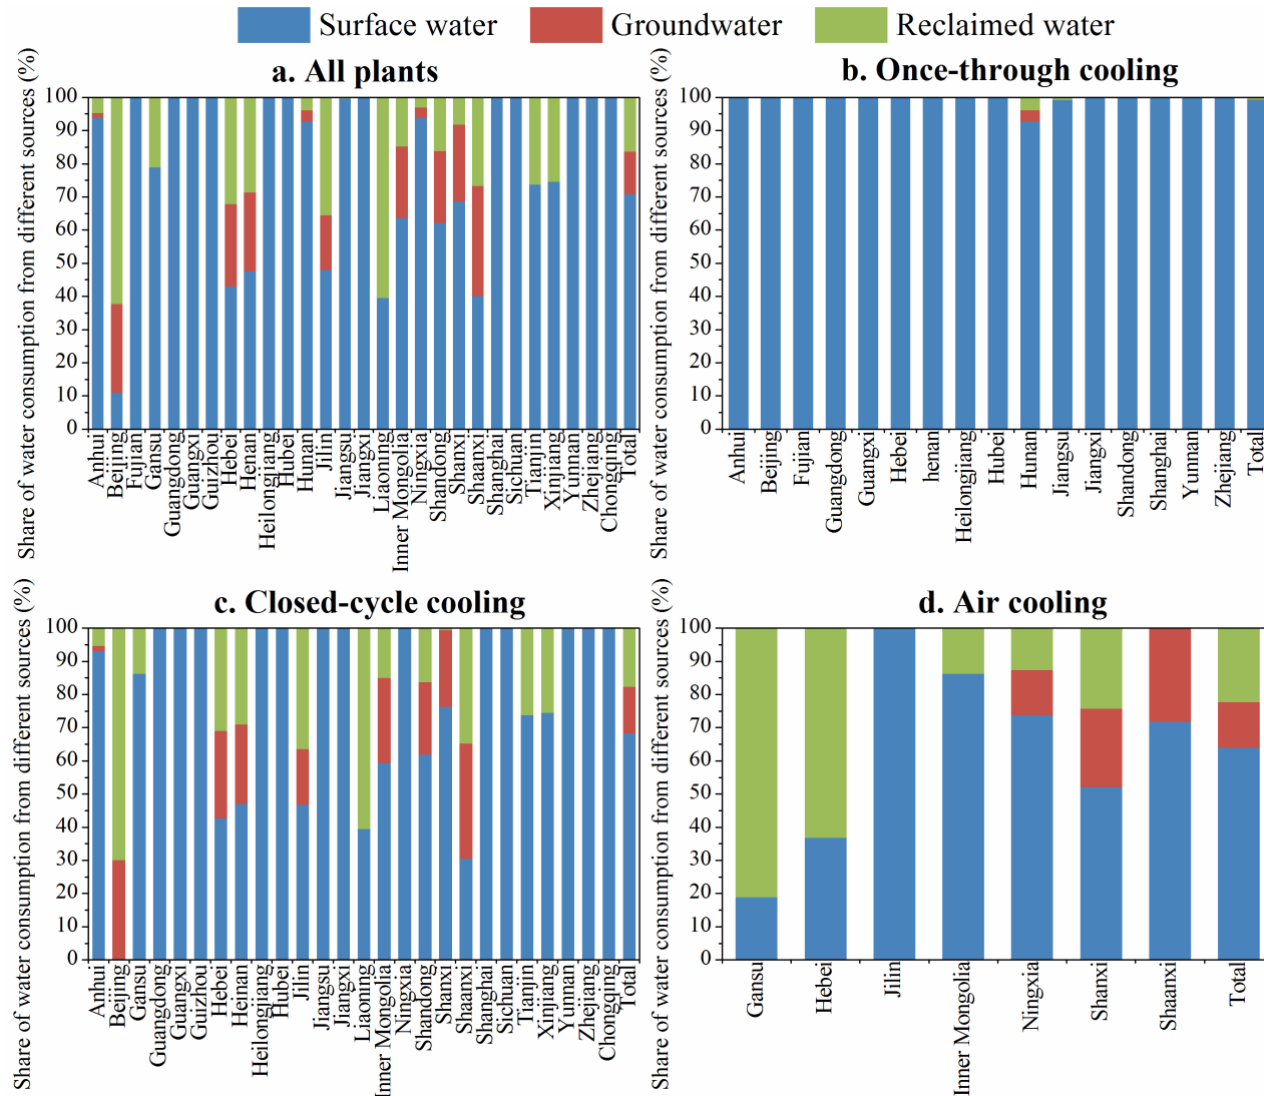 Surface water Groundwater Reclaimed water
a. All plants
Share of water consumption from different sources (%)
100
90
80
70
60
50
40
30
20
10
0
Anhui
Beijing
Fujian
Gansu
Guangdong
Guangxi
Guizhou
Hebei
Henan
Heilongjiang
Hubei
Hunan
Jilin
Jiangsu
Jiangxi
Liaoning
Inner Mongolia
Ningxia
Shandong
Shanxi
Shaanxi
Shanghai
Sichuan
Tianjin
Xinjiang
Yunnan
Zhejiang
Chongqing
Total
b. Once-through cooling
Share of water consumption from different sources (%)
100
90
80
70
60
50
40
30
20
10
0
Anhui
Beijing
Fujian
Guangdong
Guangxi
Hebei
henan
Heilongjiang
Hubei
Hunan
Jiangsu
Jiangxi
Shandong
Shanghai
Yunnan
Zhejiang
Total
c. Closed-cycle cooling
Share of water consumption from different sources (%)
100
90
80
70
60
50
40
30
20
10
0
Anhui
Beijing
Gansu
Guangdong
Guangxi
Guizhou
Hebei
Heinan
Heilongjiang
Hubei
Jilin
Jiangsu
Jiangxi
Liaonig
Inner Mongolia
Ningxia
Shandong
Shanxi
Shaanxi
Shanghai
Sichuan
Tianjin
Xinjiang
Yunnan
Zhejiang
Chongqing
Total
d. Air cooling
Share of water consumption from different sources (%)
100
90
80
70
60
50
40
30
20
10
0
Gansu
Hebei
Jilin
Inner Mongolia
Ningxia
Shanxi
Shaanxi
Total